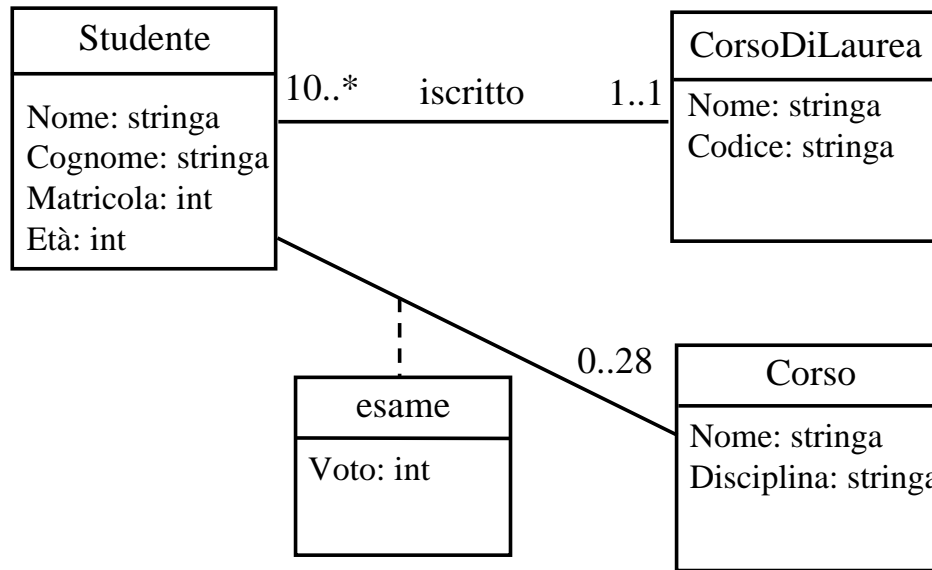 Studente
Nome: stringa
Cognome: stringa
Matricola: int
Età: int
10..*
iscritto
1..1
CorsoDiLaurea
Nome: stringa
Codice: stringa
0..28
esame
Voto: int
Corso
Nome: stringa
Disciplina: stringa